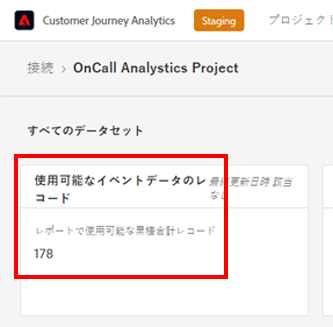 Customer Journey Analytics
Staging
プロジェクト
接続 > OnCall Analystics Project
すべてのデータセット
使用可能なイベントデータのレ
コード
最終更新日時 該当
なし
レポートで使用可能な累積合計レコード
178